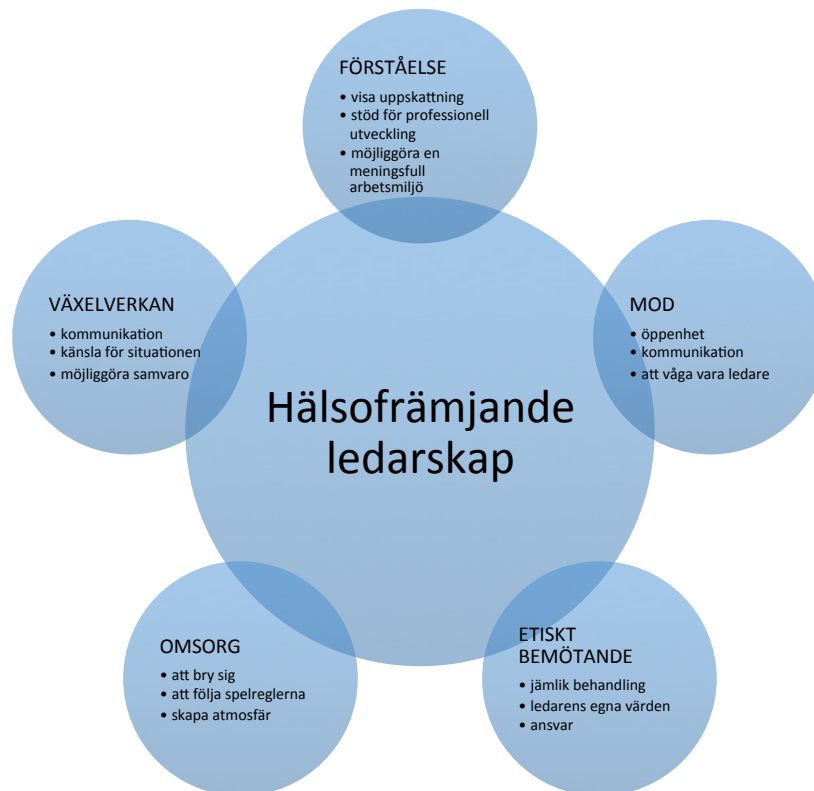 FÖRSTÅELSE
• visa uppskattning
• stöd för professionell
utveckling
• möjliggöra en
meningsfull
arbetsmiljö
VÄXELVERKAN
• kommunikation
• känsla för situationen
• möjliggöra samvaro
MOD
• öppenhet
• kommunikation
• att våga vara ledare
Hälsofrämjande
ledarskap
OMSORG
• att bry sig
• att följa spelreglerna
• skapa atmosfär
ETISKT
BEMÖTANDE
• jämlik behandling
• ledarens egna värden
• ansvar